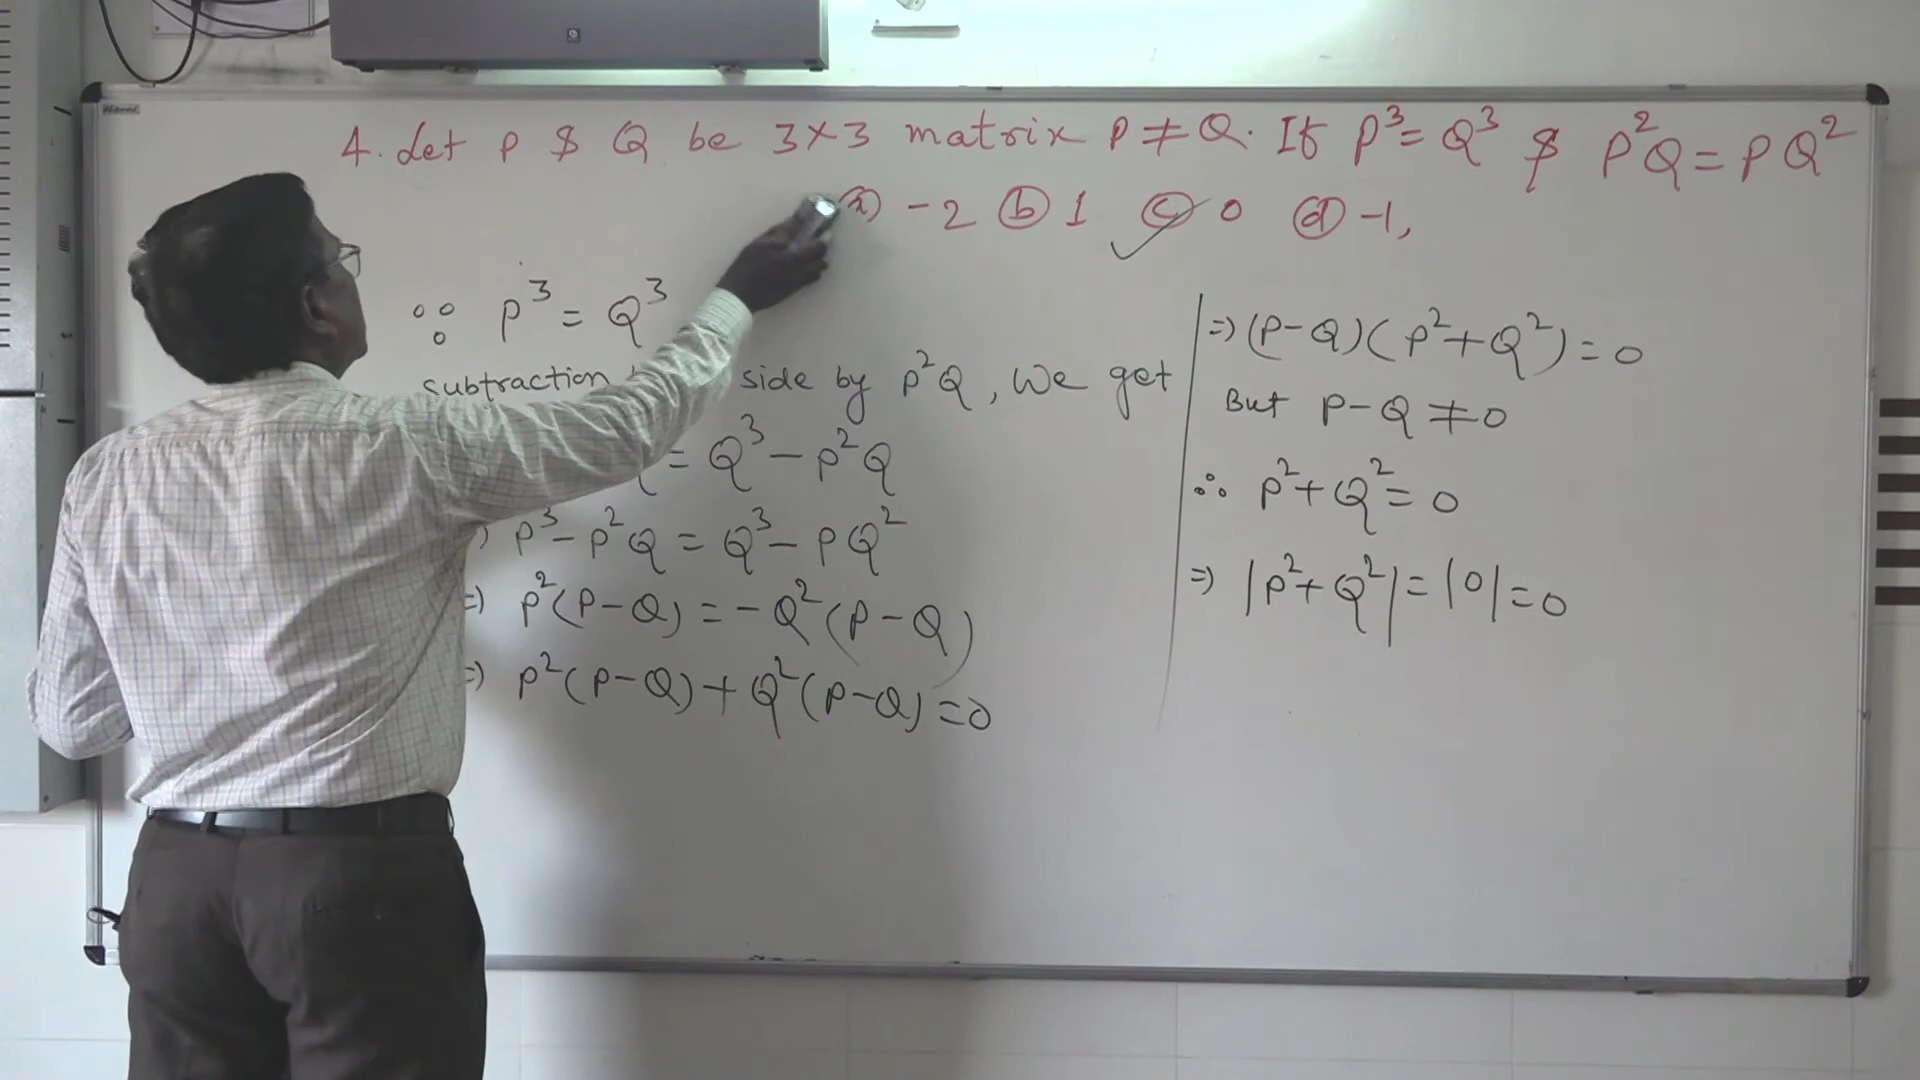 4. Let P $ Q be 3×3 matrix P ≠ Q. If P³ = Q³ $ P²Q = PQ²
ⓐ -2 ⓑ 1 ⓒ 0 ⓓ -1,
∵ P³ = Q³
subtraction side by P²Q, We get
= Q³ - P²Q
P³ - P²Q = Q³ - PQ²
⇒ P²(P-Q) = -Q²(P-Q)
⇒ P²(P-Q) + Q²(P-Q) = 0
⇒ (P-Q)(P²+Q²) = 0
But P-Q ≠ 0
∴ P²+Q² = 0
⇒ |P²+Q²| = |0| = 0